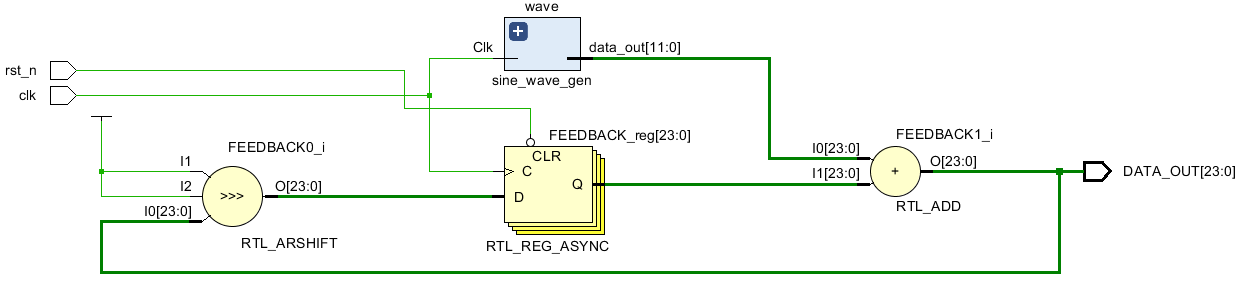 wave
Clk
data_out[11:0]
sine_wave_gen
rst_n
clk
FEEDBACK0_i
I1
I2
I0[23:0]
>>>
O[23:0]
RTL_ARSHIFT
FEEDBACK_reg[23:0]
CLR
C
D
Q
RTL_REG_ASYNC
FEEDBACK1_i
I0[23:0]
I1[23:0]
+
O[23:0]
RTL_ADD
DATA_OUT[23:0]